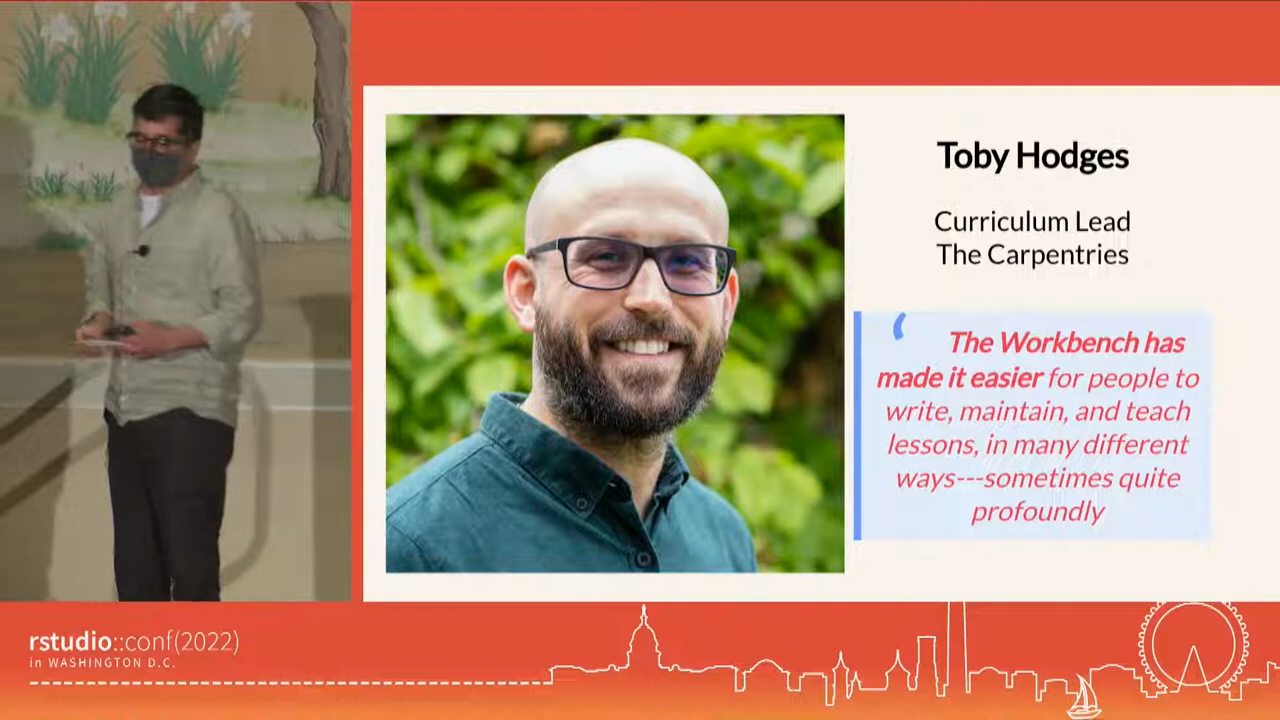 Toby Hodges
Curriculum Lead
The Carpentries
‘ The Workbench has
made it easier for people to
write, maintain, and teach
lessons, in many different
ways---sometimes quite
profoundly
rstudio::conf(2022)
in WASHINGTON D.C.